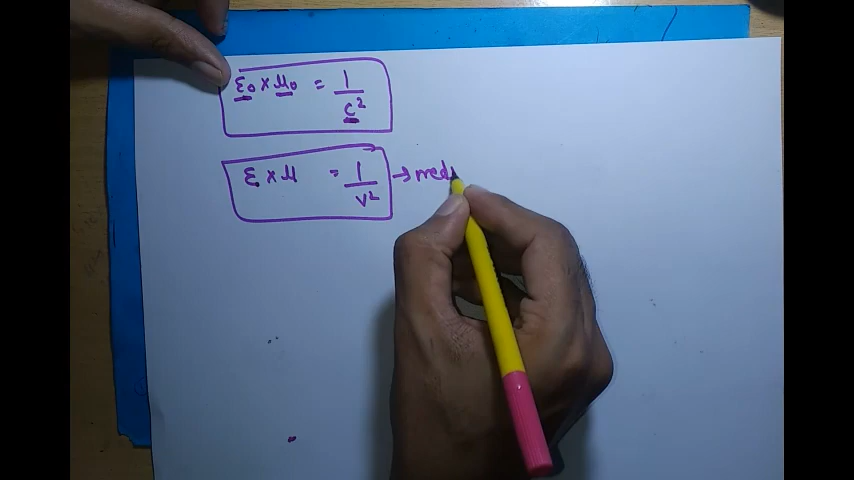 ε₀ × μ₀ = 1/c²
ε × μ = 1/v² → med